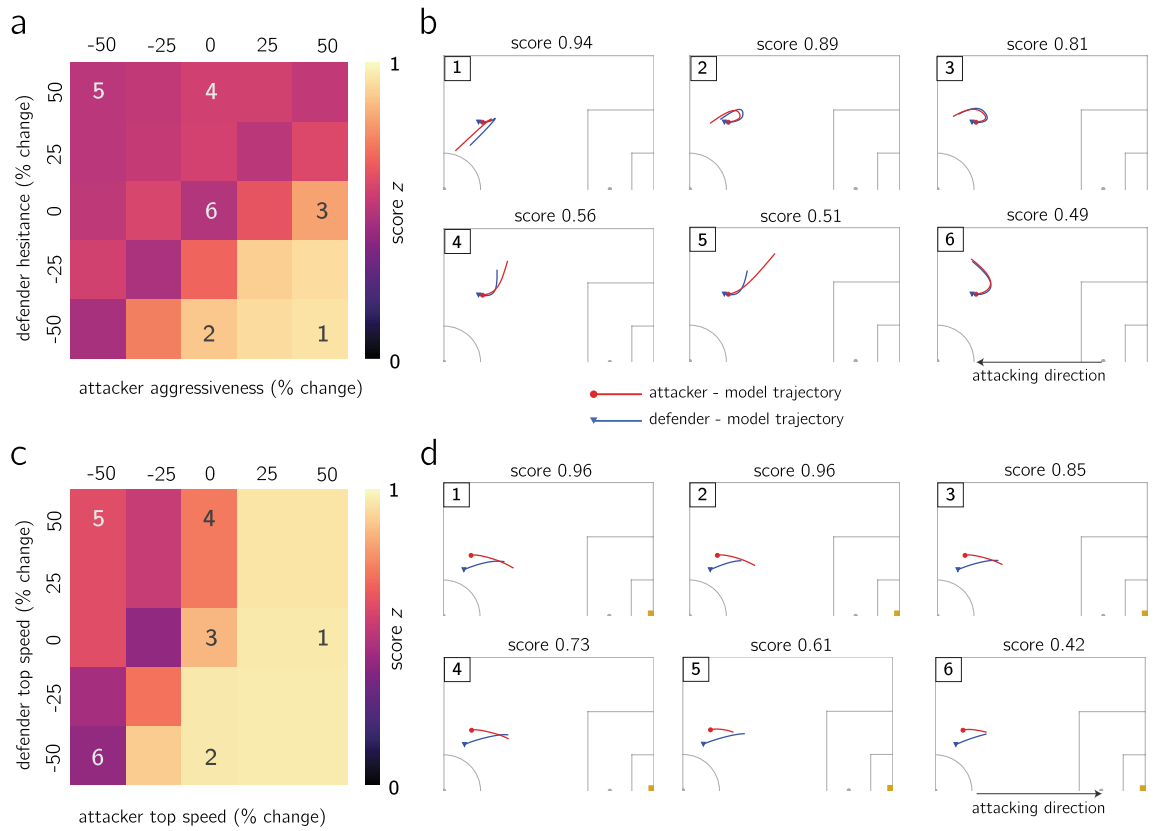 a
-50 -25 0 25 50
defender hesitance (% change)
50
25
0
-25
-50
5 4
6 3
2 1
attacker aggressiveness (% change)
1
score z
0
b
score 0.94
1
score 0.89
2
score 0.81
3
score 0.56
4
score 0.51
5
score 0.49
6
attacking direction
attacker - model trajectory
defender - model trajectory
c
-50 -25 0 25 50
defender top speed (% change)
50
25
0
-25
-50
5 4
3 1
6 2
attacker top speed (% change)
1
score z
0
d
score 0.96
1
score 0.96
2
score 0.85
3
score 0.73
4
score 0.61
5
score 0.42
6
attacking direction